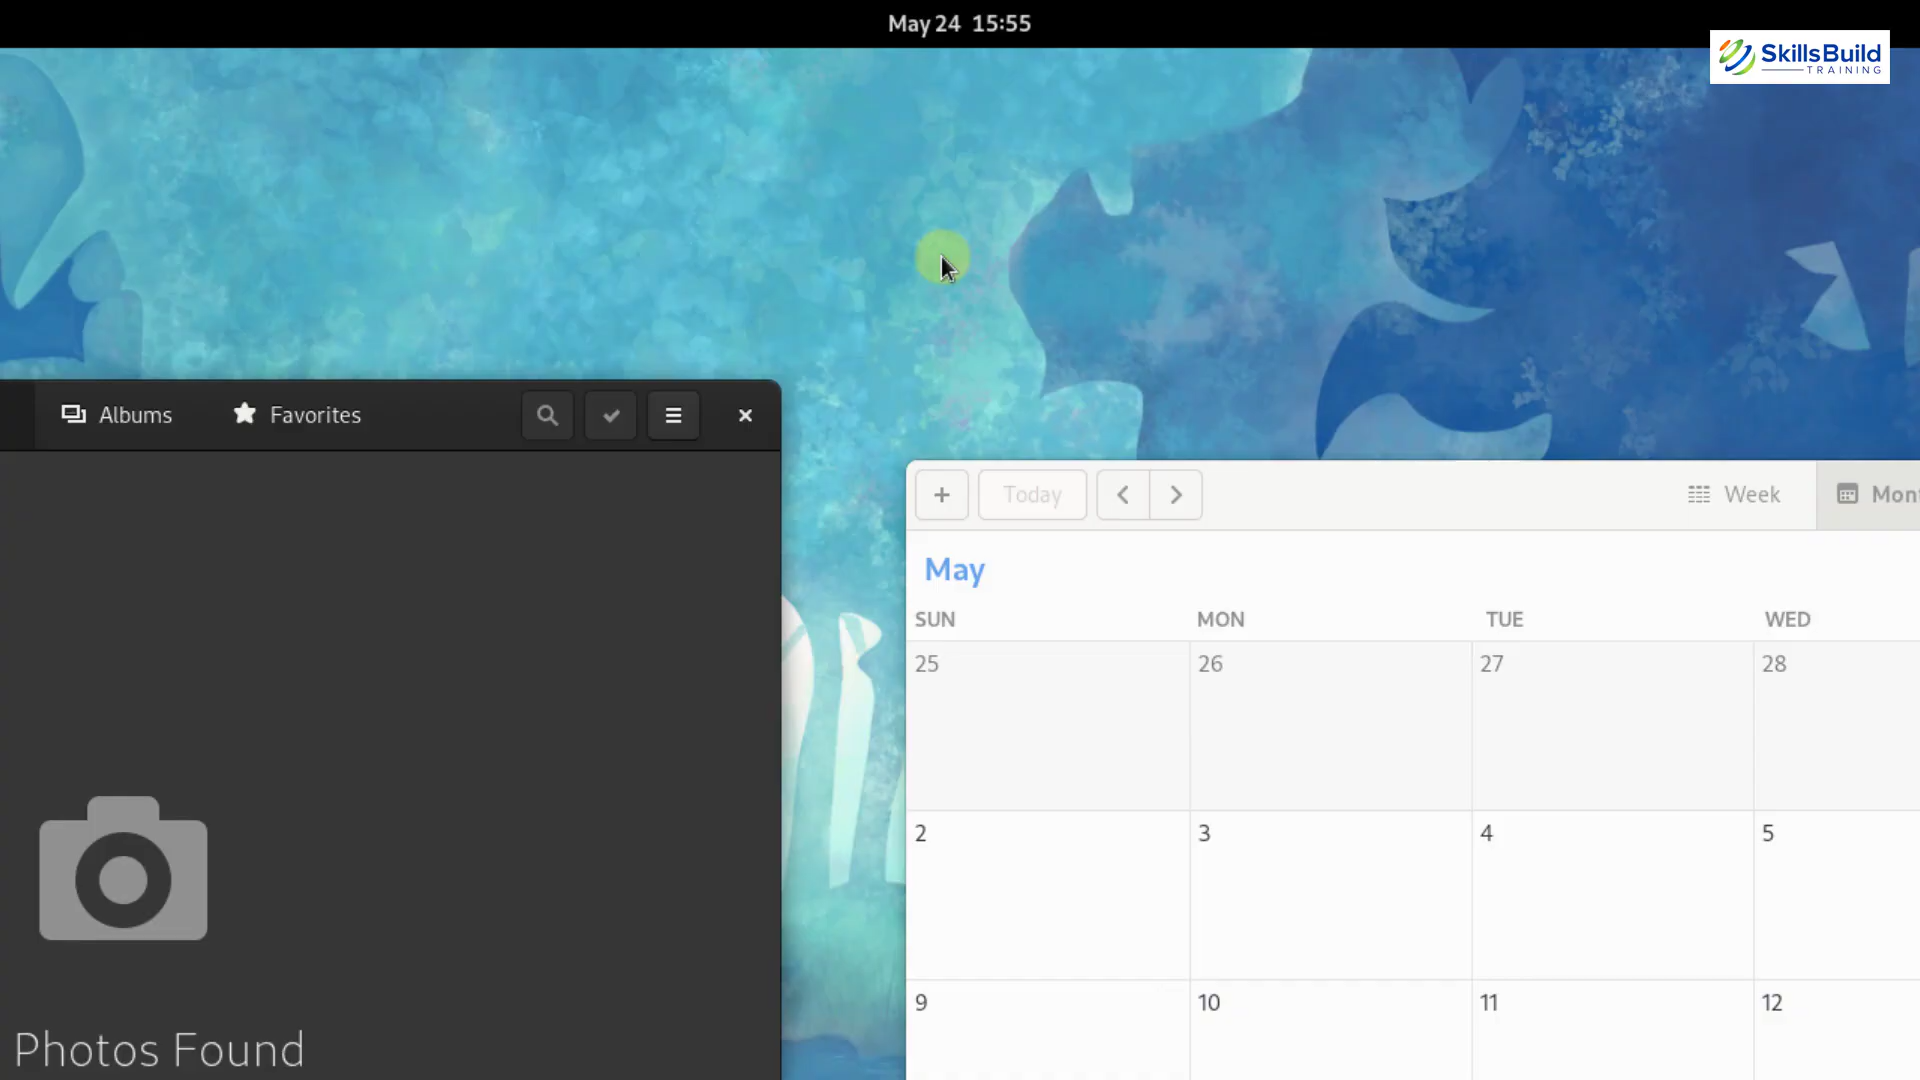 May 24 15:55
SkillsBuild
TRAINING
Albums Favorites
Today Week Mon
May
SUN MON TUE WED
25 26 27 28
2 3 4 5
9 10 11 12
Photos Found